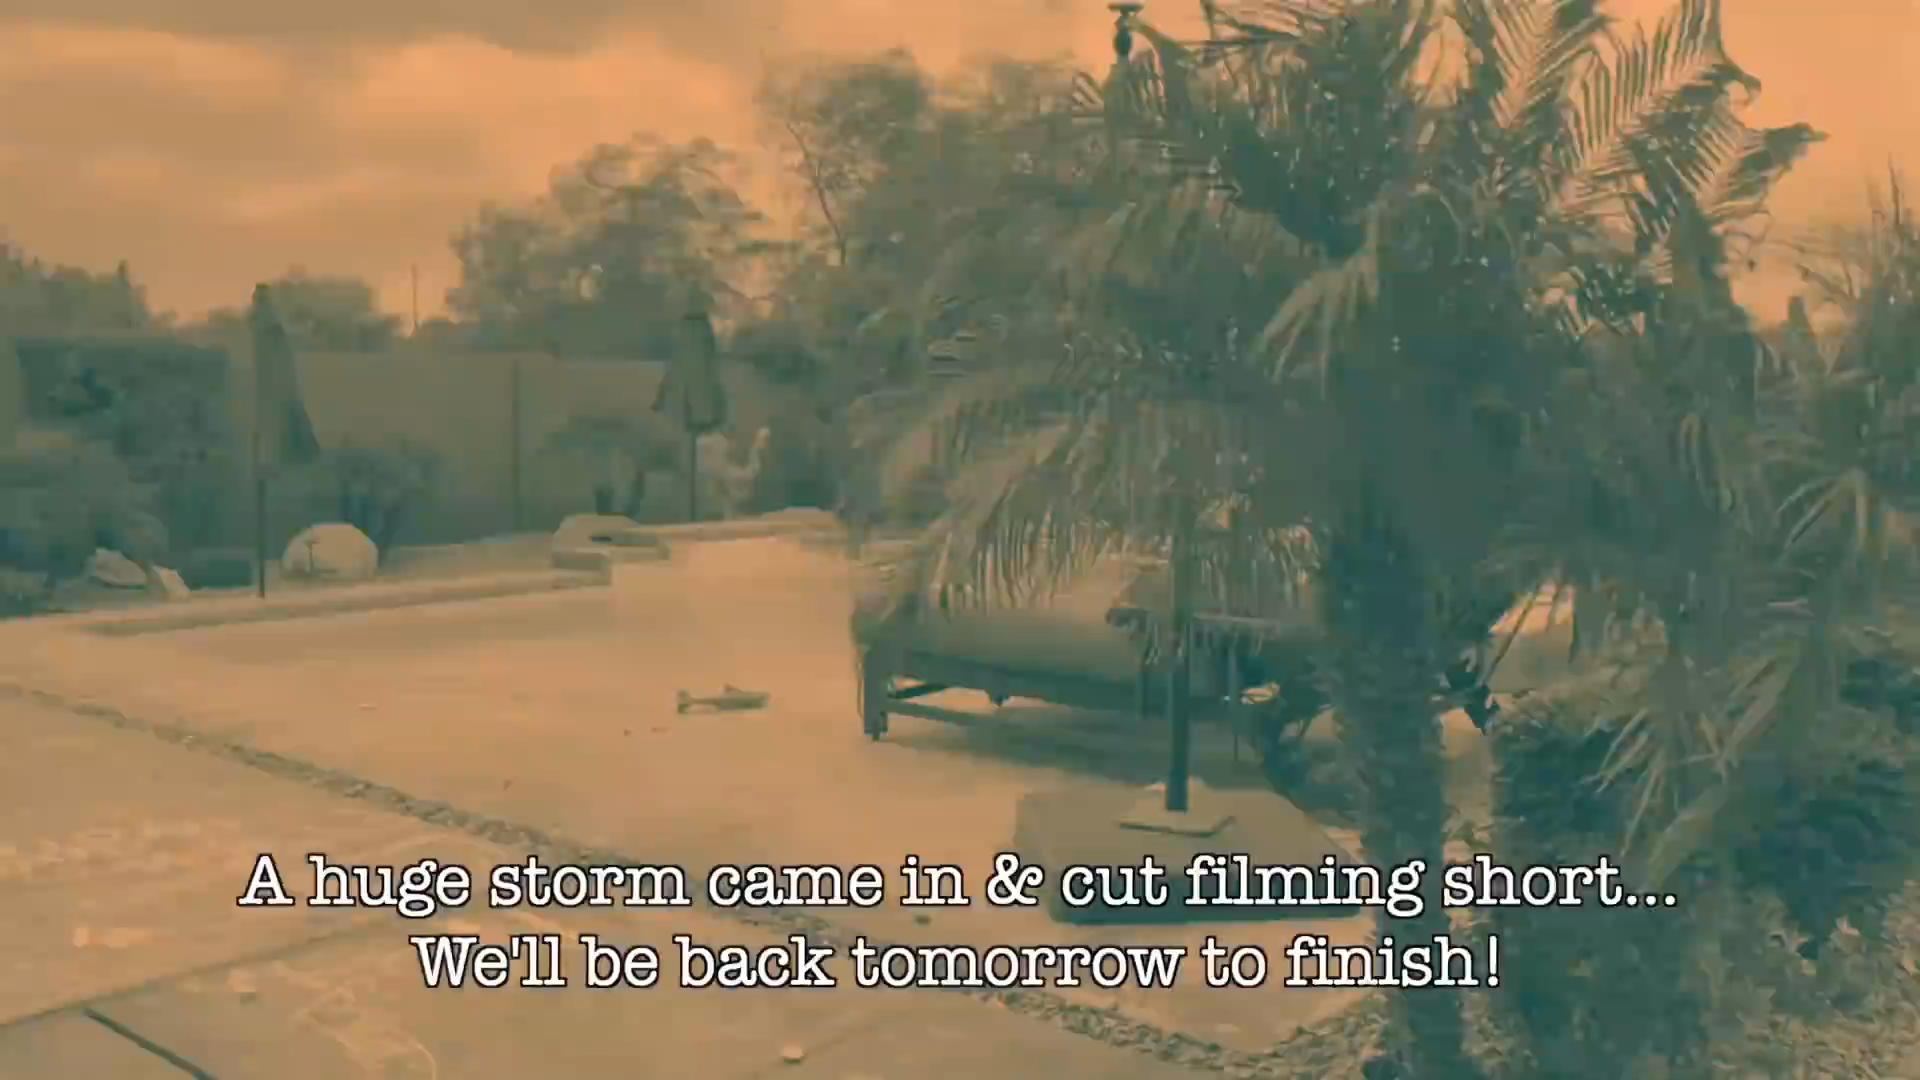 A huge storm came in & cut filming short...
We'll be back tomorrow to finish!